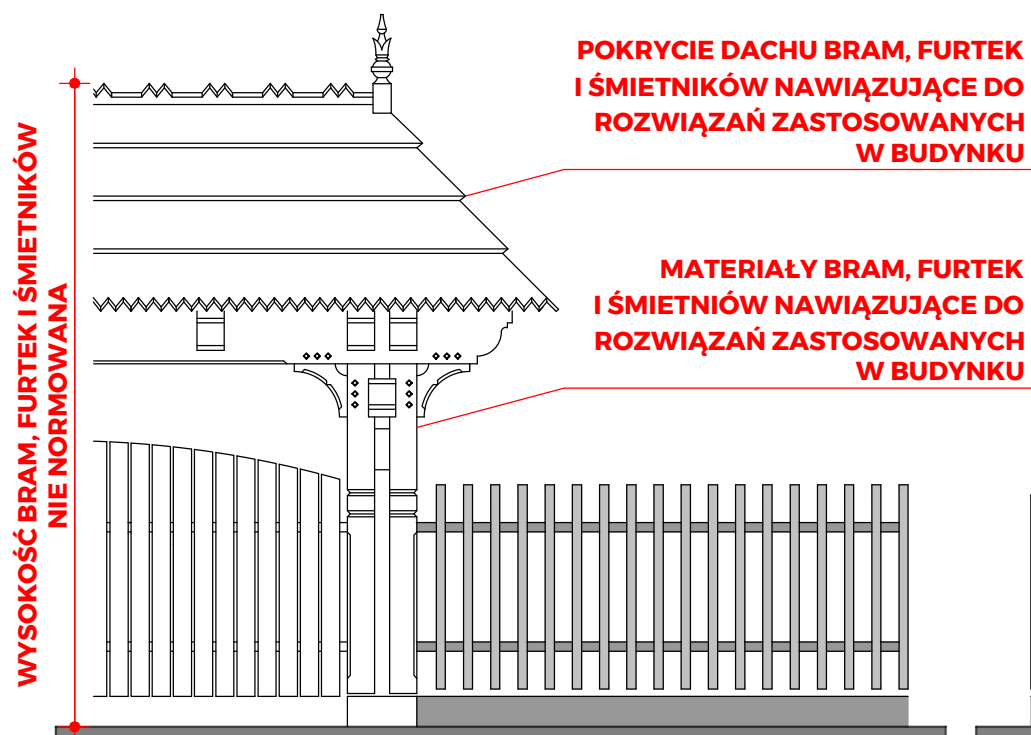 POKRYCIE DACHU BRAM, FURTEK
I ŚMIETNIKÓW NAWIĄZUJĄCE DO
ROZWIĄZAŃ ZASTOSOWANYCH
W BUDYNKU
MATERIAŁY BRAM, FURTEK
I ŚMIETNIÓW NAWIĄZUJĄCE DO
ROZWIĄZAŃ ZASTOSOWANYCH
W BUDYNKU
WYSOKOŚĆ BRAM, FURTEK I ŚMIETNIKÓW
NIE NORMOWANA